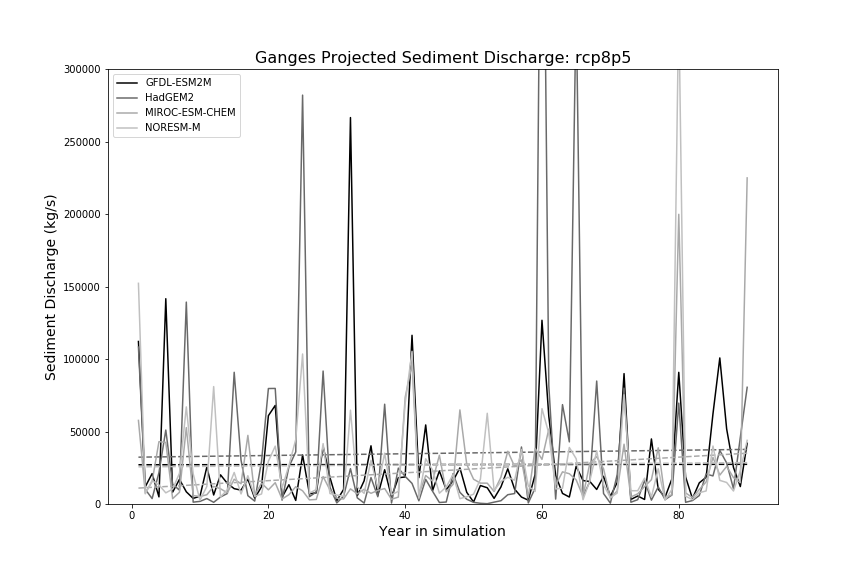 Ganges Projected Sediment Discharge: rcp8p5
300000
250000
200000
150000
100000
50000
0
Sediment Discharge (kg/s)
GFDL-ESM2M
HadGEM2
MIROC-ESM-CHEM
NORESM-M
0
20
40
60
80
Year in simulation